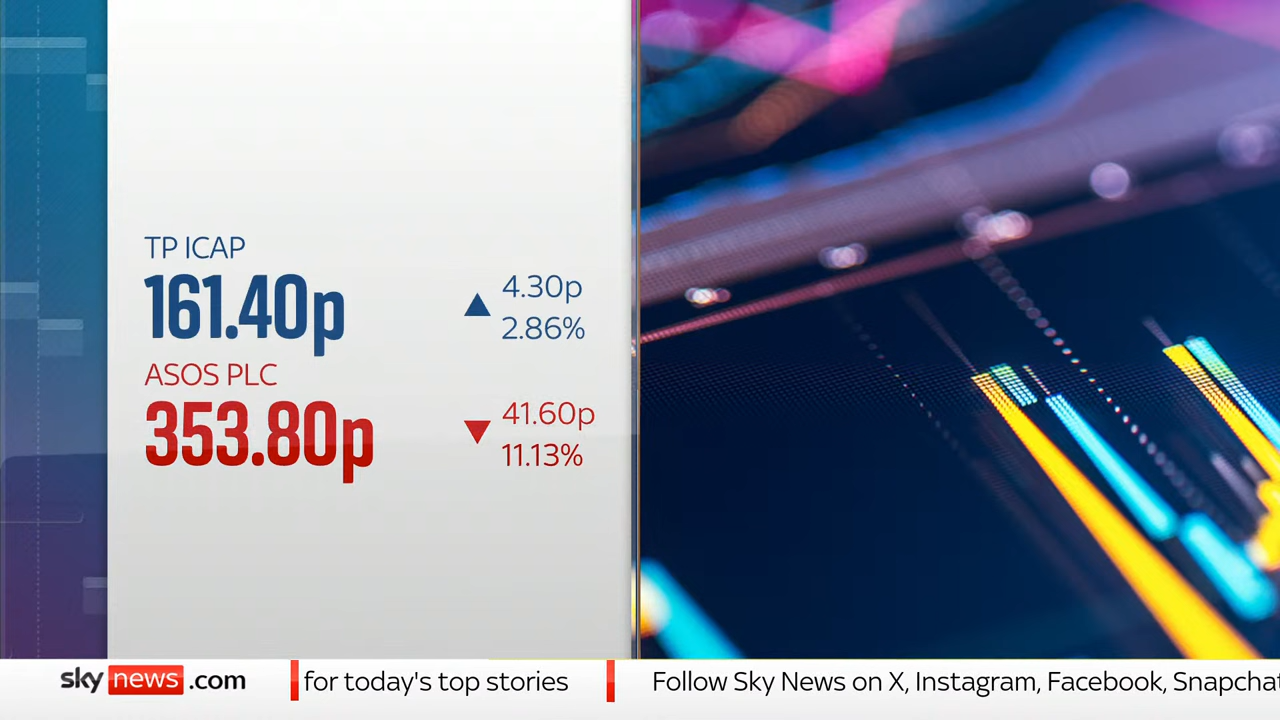 TP ICAP
161.40p
4.30p
2.86%
ASOS PLC
353.80p
41.60p
11.13%
sky news .com
for today's top stories
Follow Sky News on X, Instagram, Facebook, Snapchat